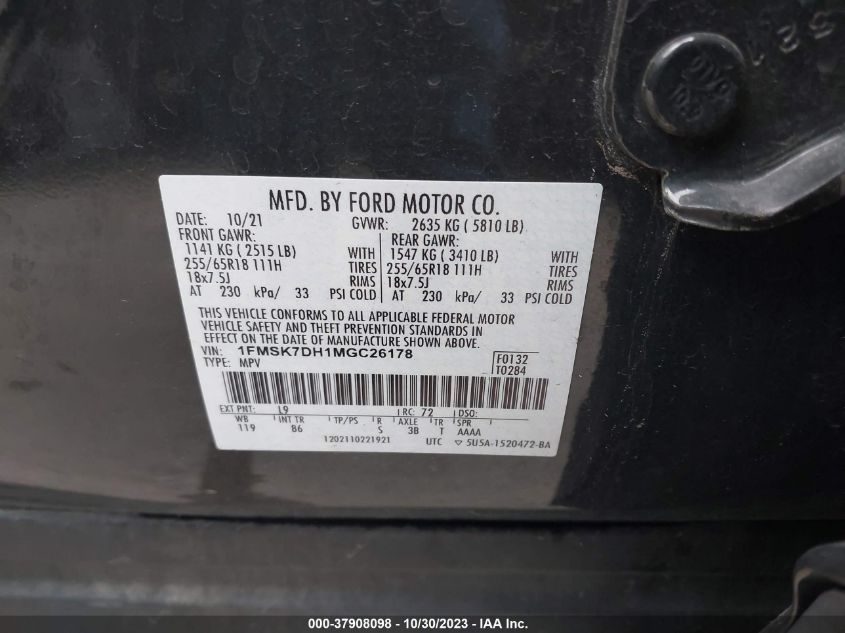 521
MFD. BY FORD MOTOR CO.
DATE: 10/21 GVWR: 2635 KG ( 5810 LB)
FRONT GAWR: REAR GAWR:
1141 KG ( 2515 LB) WITH 1547 KG ( 3410 LB) WITH
255/65R18 111H TIRES 255/65R18 111H TIRES
18x7.5J RIMS 18x7.5J RIMS
AT 230 kPa/ 33 PSI COLD AT 230 kPa/ 33 PSI COLD
THIS VEHICLE CONFORMS TO ALL APPLICABLE FEDERAL MOTOR
VEHICLE SAFETY AND THEFT PREVENTION STANDARDS IN
EFFECT ON THE DATE OF MANUFACTURE SHOWN ABOVE.
VIN: 1FMSK7DH1MGC26178 F0132
TYPE: MPV T0284
EXT PNT: L9 RC: 72 DSO:
WB INT TR TP/PS R AXLE TR SPR
119 86 S 3B T AAAA
1202110221921 UTC ▽ 5U5A-1520472-BA
000-37908098 - 10/30/2023 - IAA Inc.